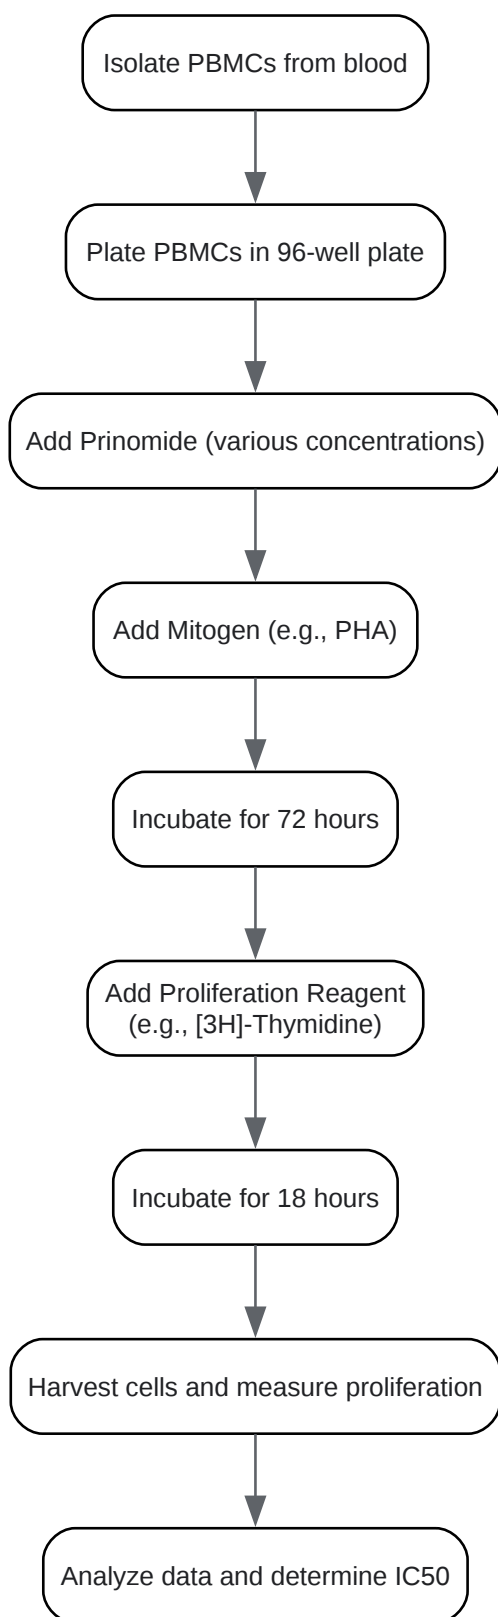 Isolate PBMCs from blood
Plate PBMCs in 96-well plate
Add Prinomide (various concentrations)
Add Mitogen (e.g., PHA)
Incubate for 72 hours
Add Proliferation Reagent
(e.g., [3H]-Thymidine)
Incubate for 18 hours
Harvest cells and measure proliferation
Analyze data and determine IC50